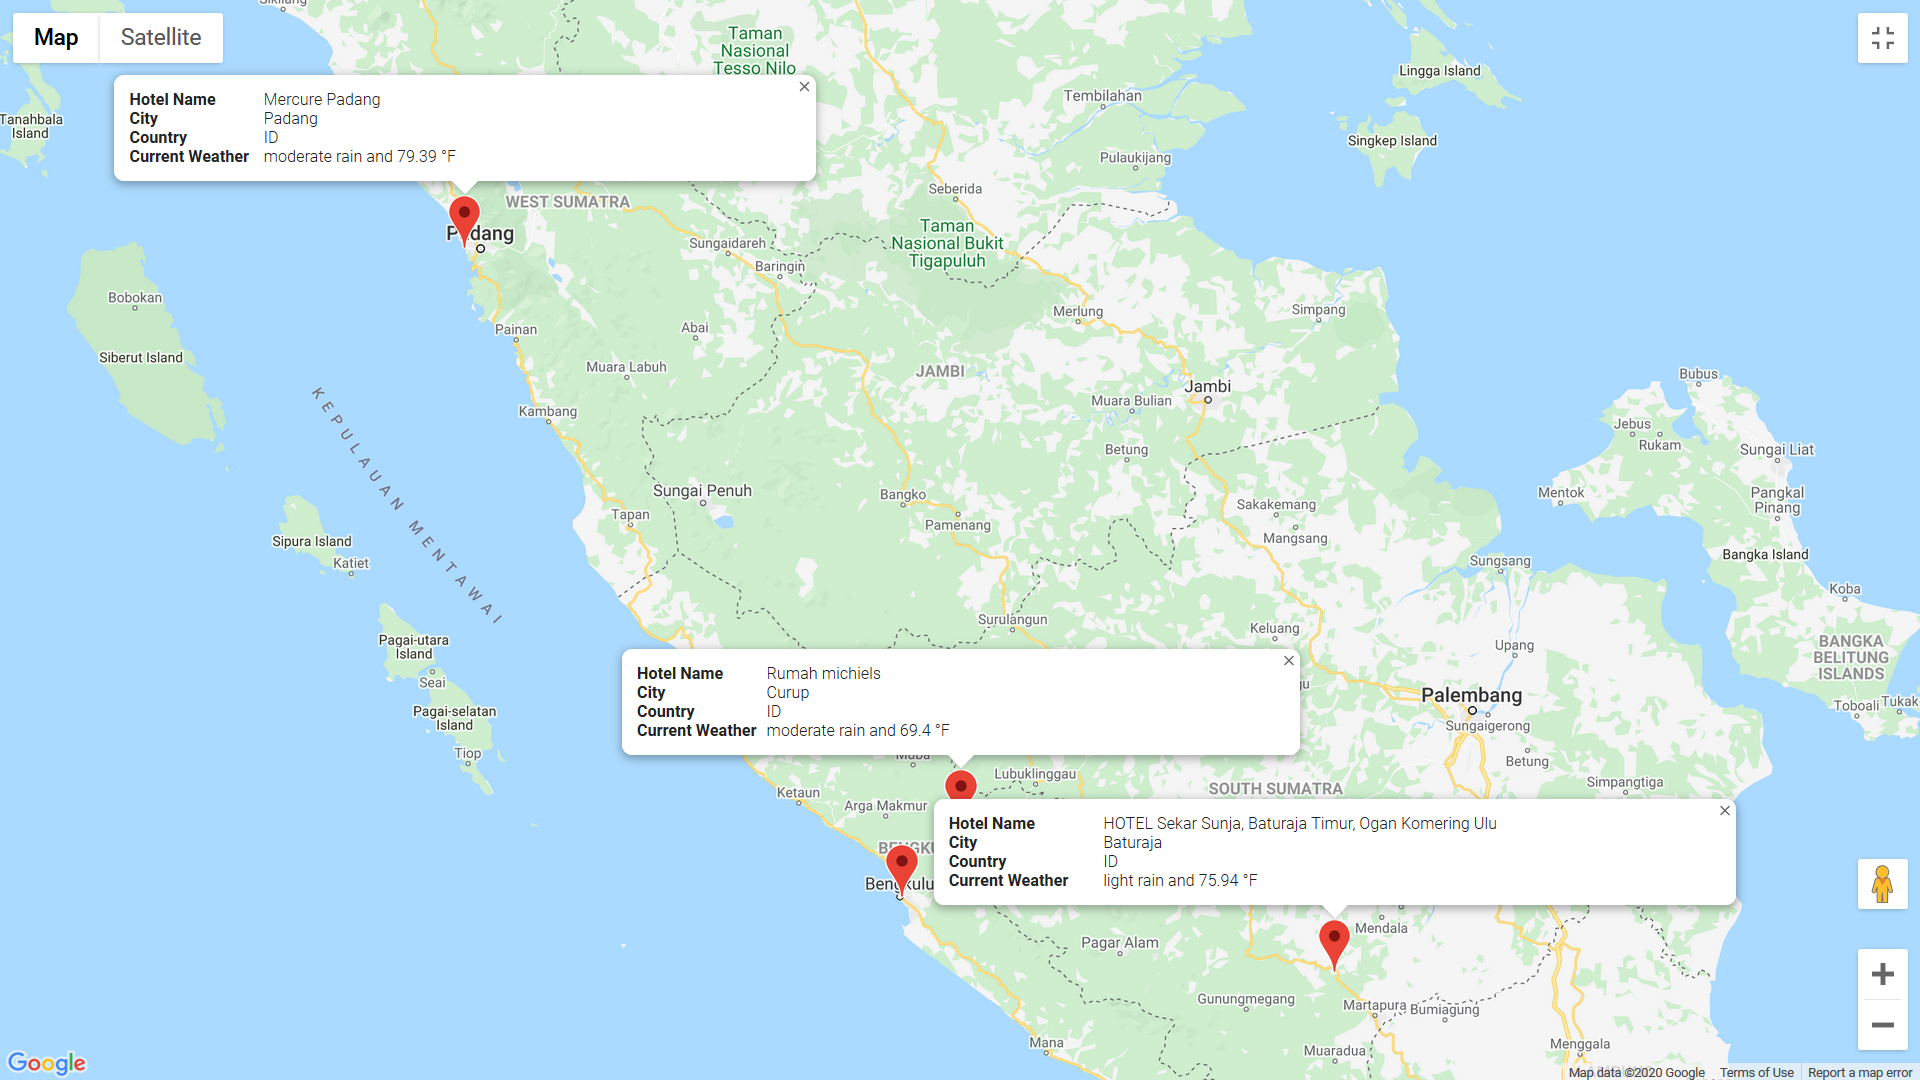 Sikilang
Map
Satellite
Taman
Nasional
Tesso Nilo
Lingga Island
Tanahbala
Island
Tembilahan
Singkep Island
Pulaukijang
Hotel Name Mercure Padang
City Padang
Country ID
Current Weather moderate rain and 79.39 °F
WEST SUMATRA
Seberida
Padang
Sungaidareh
Baringin
Taman
Nasional Bukit
Tigapuluh
Bobokan
Siberut Island
Painan
Abai
Merlung
Simpang
Muara Labuh
JAMBI
Jambi
Muara Bulian
Kambang
Bubus
Jebus
Rukam
Sungai Liat
Betung
KEPULAUAN MENTAWAI
Sungai Penuh
Bangko
Tapan
Pamenang
Sakakemang
Mangsang
Mentok
Pangkal
Pinang
Bangka Island
Sipura Island
Katiet
Sungsang
Koba
Surulangun
Keluang
Upang
Pagai-utara
Island
Seai
Pagai-selatan
Island
Tiop
BANGKA
BELITUNG
ISLANDS
Toboali
Tukak
Hotel Name Rumah michiels
City Curup
Country ID
Current Weather moderate rain and 69.4 °F
Palembang
Sungaigerong
Betung
Muba
Lubuklinggau
SOUTH SUMATRA
Simpangtiga
Ketaun
Arga Makmur
BENGKU
Bengkulu
Hotel Name HOTEL Sekar Sunja, Baturaja Timur, Ogan Komering Ulu
City Baturaja
Country ID
Current Weather light rain and 75.94 °F
Pagar Alam
Mendala
Gunungmegang
Martapura
Bumiagung
Mana
Muaradua
Menggala
Google
Map data ©2020 Google
Terms of Use
Report a map error